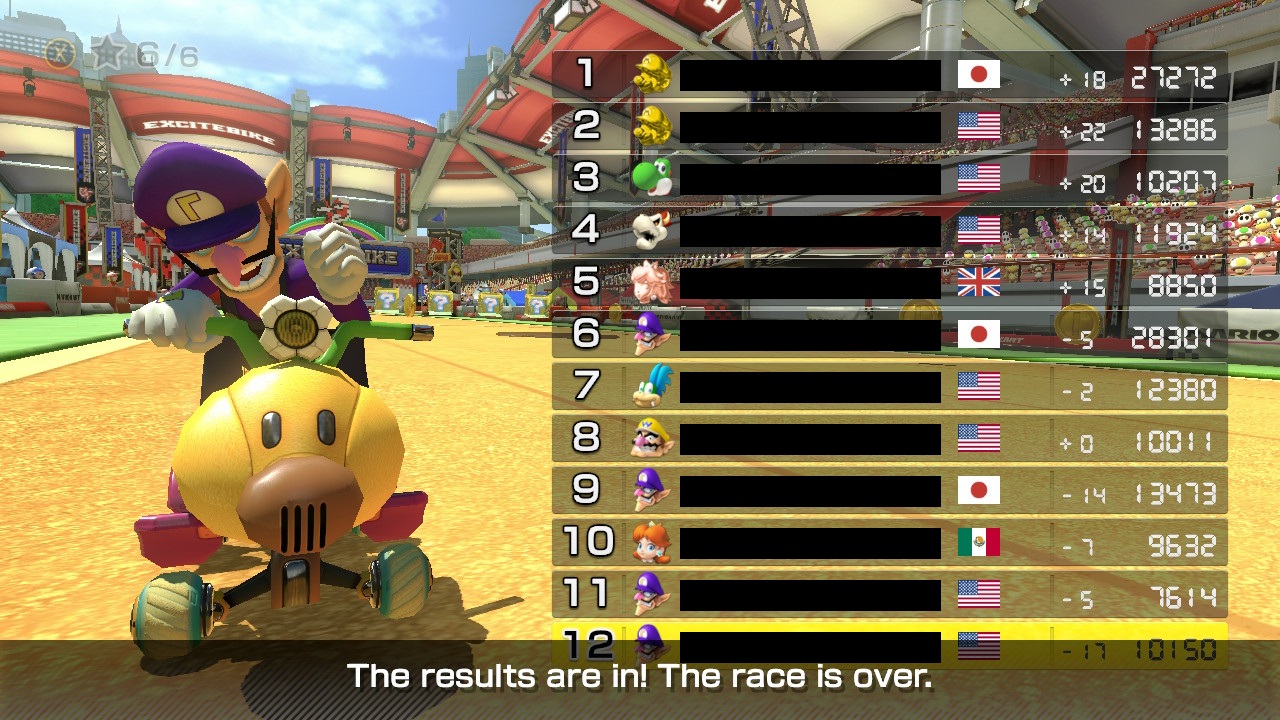 X 6/6
EXCITEBIKE
1 +18 27272
2 +22 13286
3 +20 10207
4 +14 11924
5 +15 8850
6 -5 28301
7 -2 12380
8 +0 10011
9 -14 13473
10 -7 9632
11 -5 7614
12 -17 10150
The results are in! The race is over.